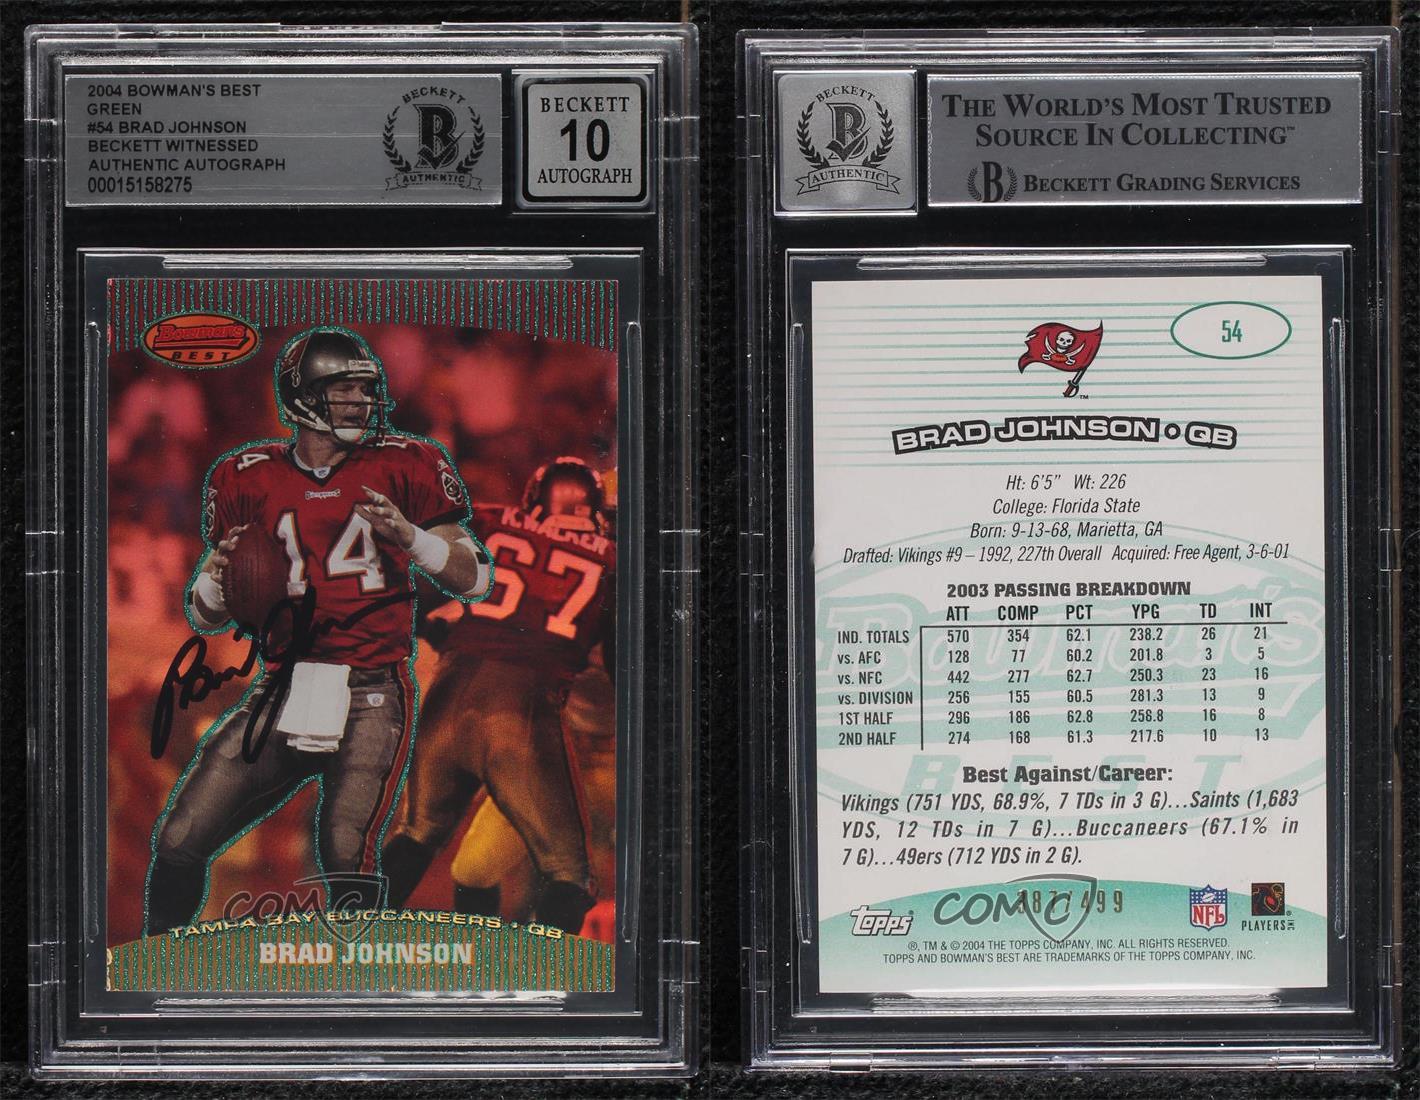 2004 BOWMAN'S BEST
GREEN
#54 BRAD JOHNSON
BECKETT WITNESSED
AUTHENTIC AUTOGRAPH
00015158275
BECKETT
B
AUTHENTIC
BECKETT
10
AUTOGRAPH
Bowman's
BEST
14
14
Buccaneers
K. WALKER
67
Brad Johnson
COMC
TAMPA BAY BUCCANEERS • QB
BRAD JOHNSON
BECKETT
B
AUTHENTIC
THE WORLD'S MOST TRUSTED
SOURCE IN COLLECTING™
B BECKETT GRADING SERVICES
54
TM
BRAD JOHNSON • QB
Ht: 6'5" Wt: 226
College: Florida State
Born: 9-13-68, Marietta, GA
Drafted: Vikings #9 – 1992, 227th Overall Acquired: Free Agent, 3-6-01
2003 PASSING BREAKDOWN
ATT COMP PCT YPG TD INT
IND. TOTALS 570 354 62.1 238.2 26 21
vs. AFC 128 77 60.2 201.8 3 5
vs. NFC 442 277 62.7 250.3 23 16
vs. DIVISION 256 155 60.5 281.3 13 9
1ST HALF 296 186 62.8 258.8 16 8
2ND HALF 274 168 61.3 217.6 10 13
Bowman's
BEST
Best Against/Career:
Vikings (751 YDS, 68.9%, 7 TDs in 3 G)...Saints (1,683
YDS, 12 TDs in 7 G)...Buccaneers (67.1% in
7 G)...49ers (712 YDS in 2 G).
topps®
COMC
387/499
NFL
PLAYERS INC
®, TM & © 2004 THE TOPPS COMPANY, INC. ALL RIGHTS RESERVED.
TOPPS AND BOWMAN'S BEST ARE TRADEMARKS OF THE TOPPS COMPANY, INC.